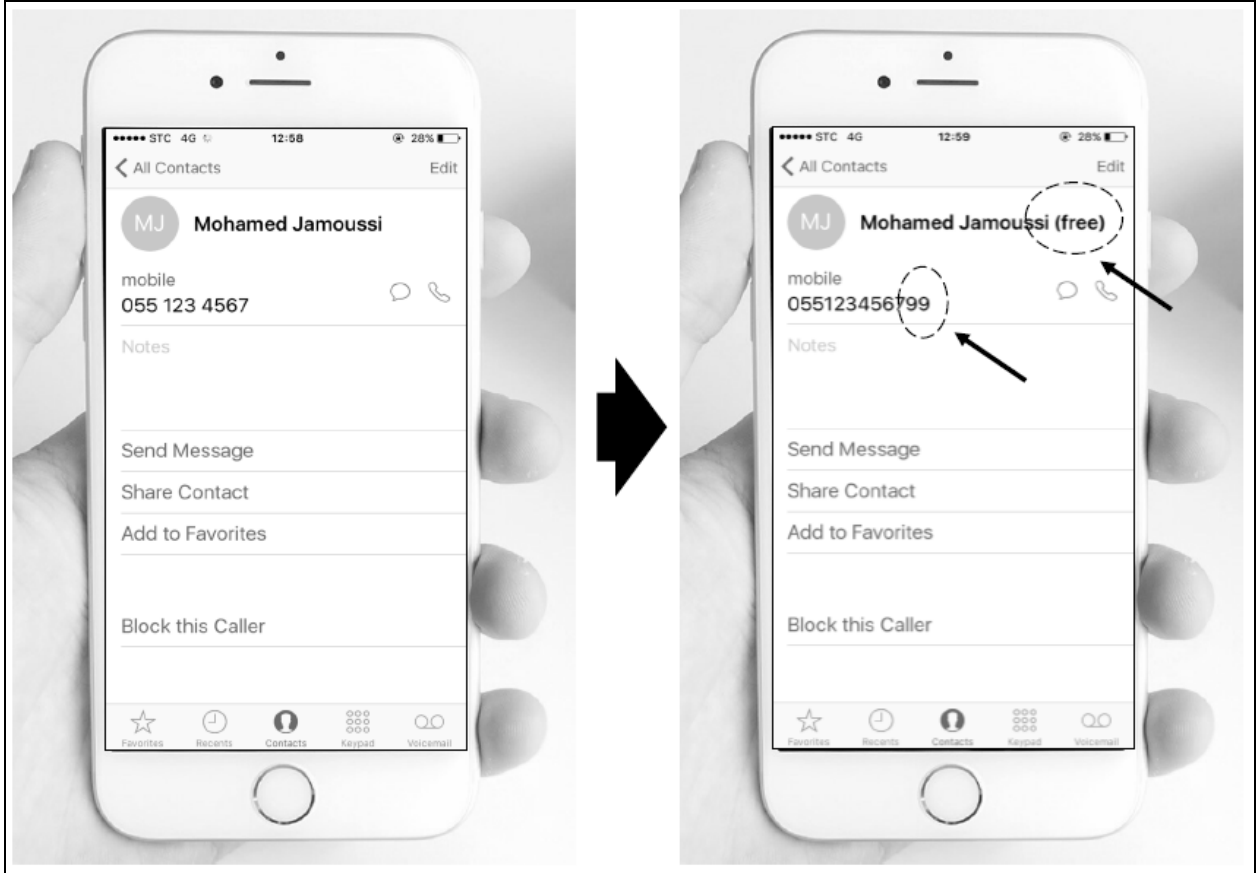 STC 4G 12:58 28%
All Contacts Edit
MJ Mohamed Jamoussi
mobile
055 123 4567
Notes
Send Message
Share Contact
Add to Favorites
Block this Caller
Favorites Recents Contacts Keypad Voicemail
STC 4G 12:59 28%
All Contacts Edit
MJ Mohamed Jamoussi (free)
mobile
055123456799
Notes
Send Message
Share Contact
Add to Favorites
Block this Caller
Favorites Recents Contacts Keypad Voicemail